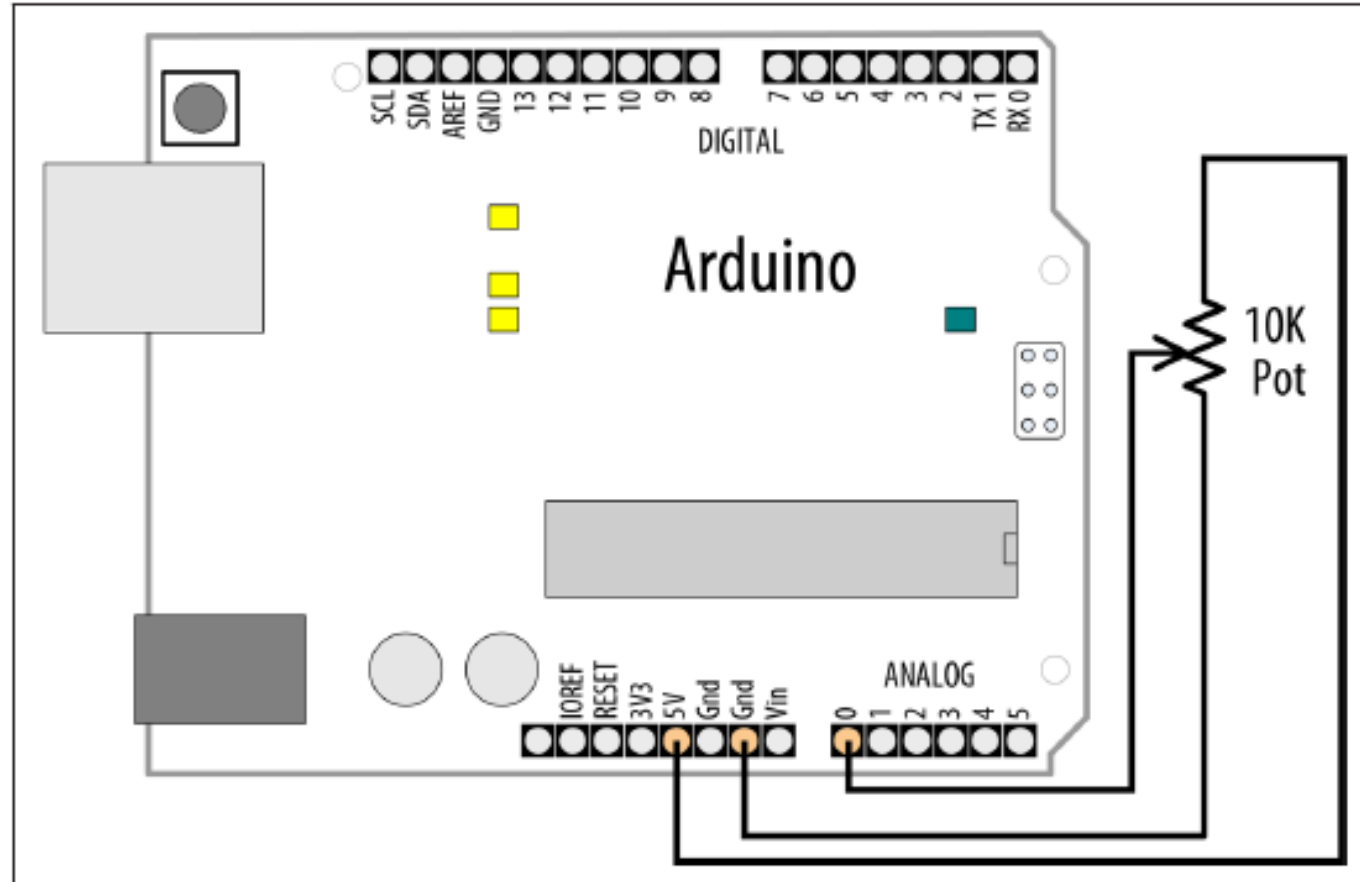 SCL
SDA
AREF
GND
13
12
11
10
9
8
7
6
5
4
3
2
TX 1
RX 0
DIGITAL
Arduino
10K
Pot
IOREF
RESET
3V3
5V
Gnd
Gnd
Vin
ANALOG
0
1
2
3
4
5